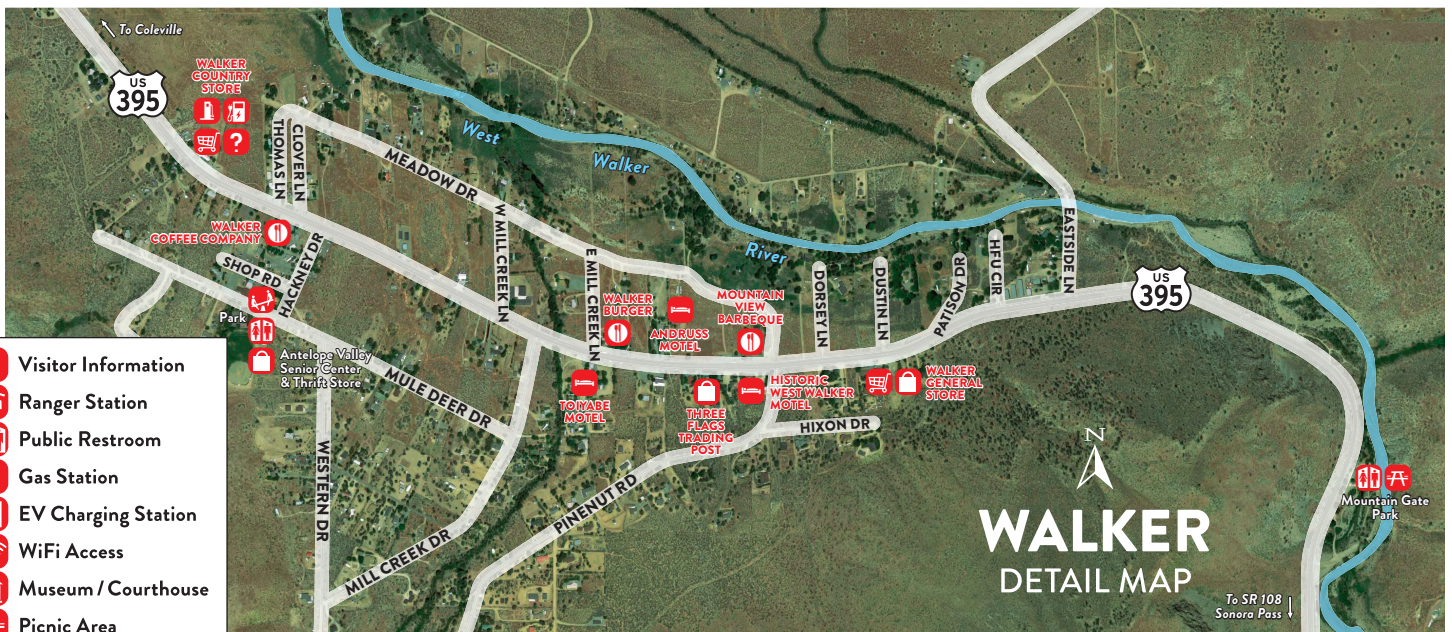 To Coleville
US
395
WALKER
COUNTRY
STORE
?
THOMAS LN
CLOVER LN
MEADOW DR
West
Walker
River
WALKER
COFFEE COMPANY
SHOP RD
HACKNEY DR
Park
Antelope Valley
Senior Center
& Thrift Store
W MILL CREEK LN
E MILL CREEK LN
WALKER
BURGER
ANDRUSS
MOTEL
MOUNTAIN
VIEW
BARBEQUE
DORSEY LN
DUSTIN LN
PATISON DR
HFU CIR
EASTSIDE LN
US
395
MULE DEER DR
TOIYABE
MOTEL
THREE
FLAGS
TRADING
POST
HISTORIC
WEST WALKER
MOTEL
WALKER
GENERAL
STORE
HIXON DR
WESTERN DR
MILL CREEK DR
PINENUT RD
N
WALKER
DETAIL MAP
Mountain Gate
Park
To SR 108
Sonora Pass
Visitor Information
Ranger Station
Public Restroom
Gas Station
EV Charging Station
WiFi Access
Museum / Courthouse
Picnic Area